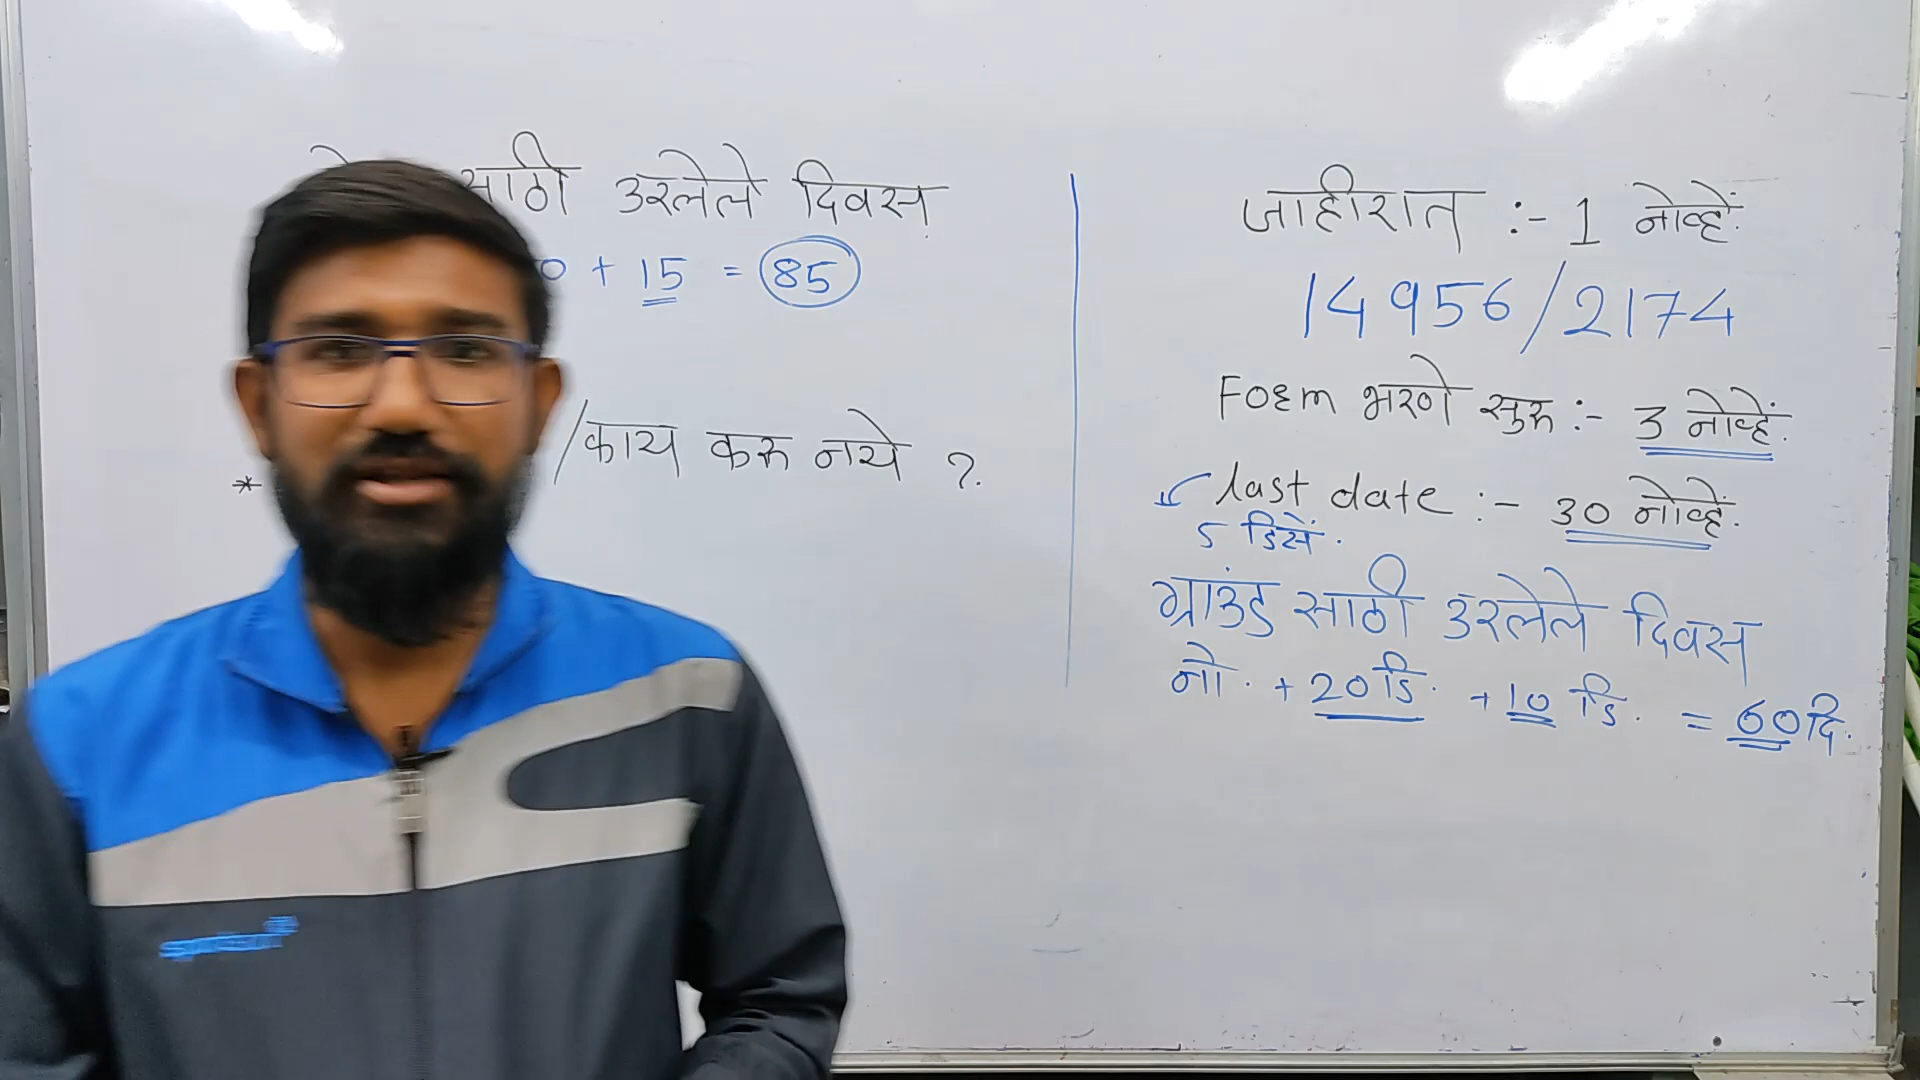 साठी उरलेले दिवस
0 + 15 = 85
/काय करू नये ?
*
जाहीरात :- 1 नोव्हें.
14956/2174
Form भरणे सुरू :- 3 नोव्हें.
last date :- 30 नोव्हें.
5 डिसें.
ग्राउंड साठी उरलेले दिवस
नो. + 20 डि. + 10 डि. = 60 दि.